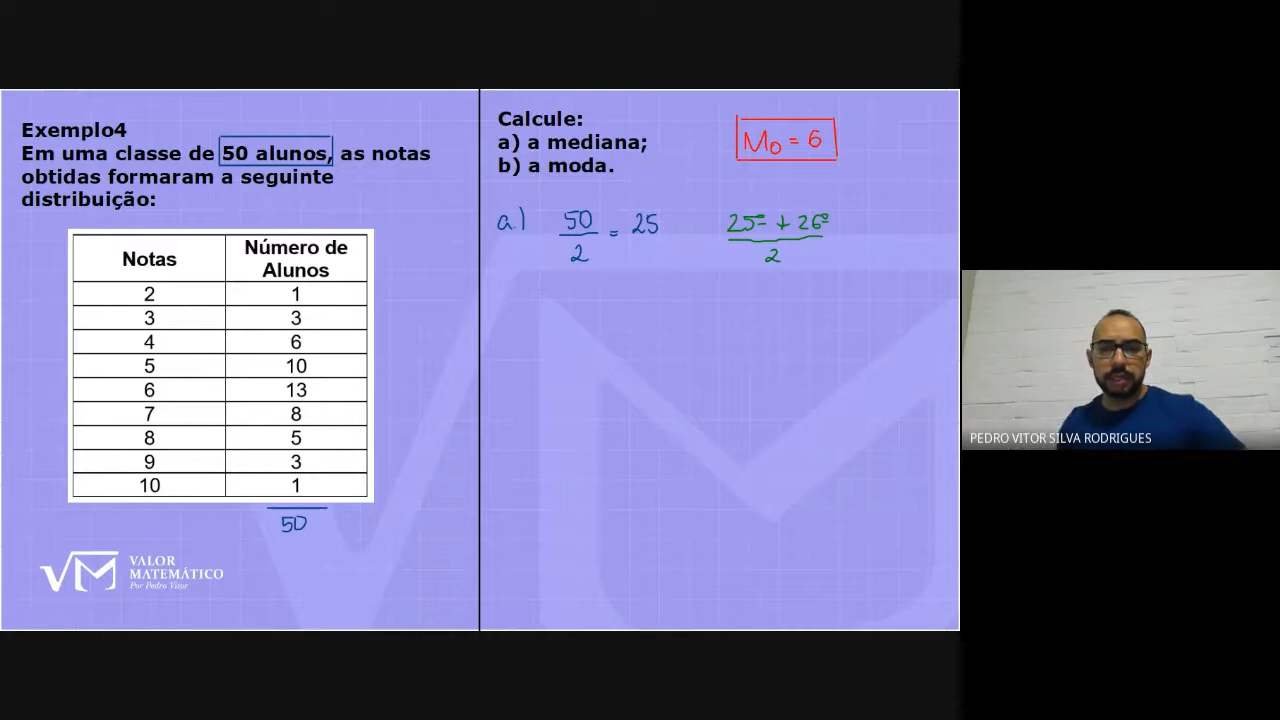 Exemplo4
Em uma classe de 50 alunos, as notas
obtidas formaram a seguinte
distribuição:
Notas Número de
Alunos
2 1
3 3
4 6
5 10
6 13
7 8
8 5
9 3
10 1
50
VALOR
MATEMÁTICO
Por Pedro Vitor
Calcule:
a) a mediana;
b) a moda.
Mo = 6
a.) 50/2 = 25
25º + 26º
2
PEDRO VITOR SILVA RODRIGUES